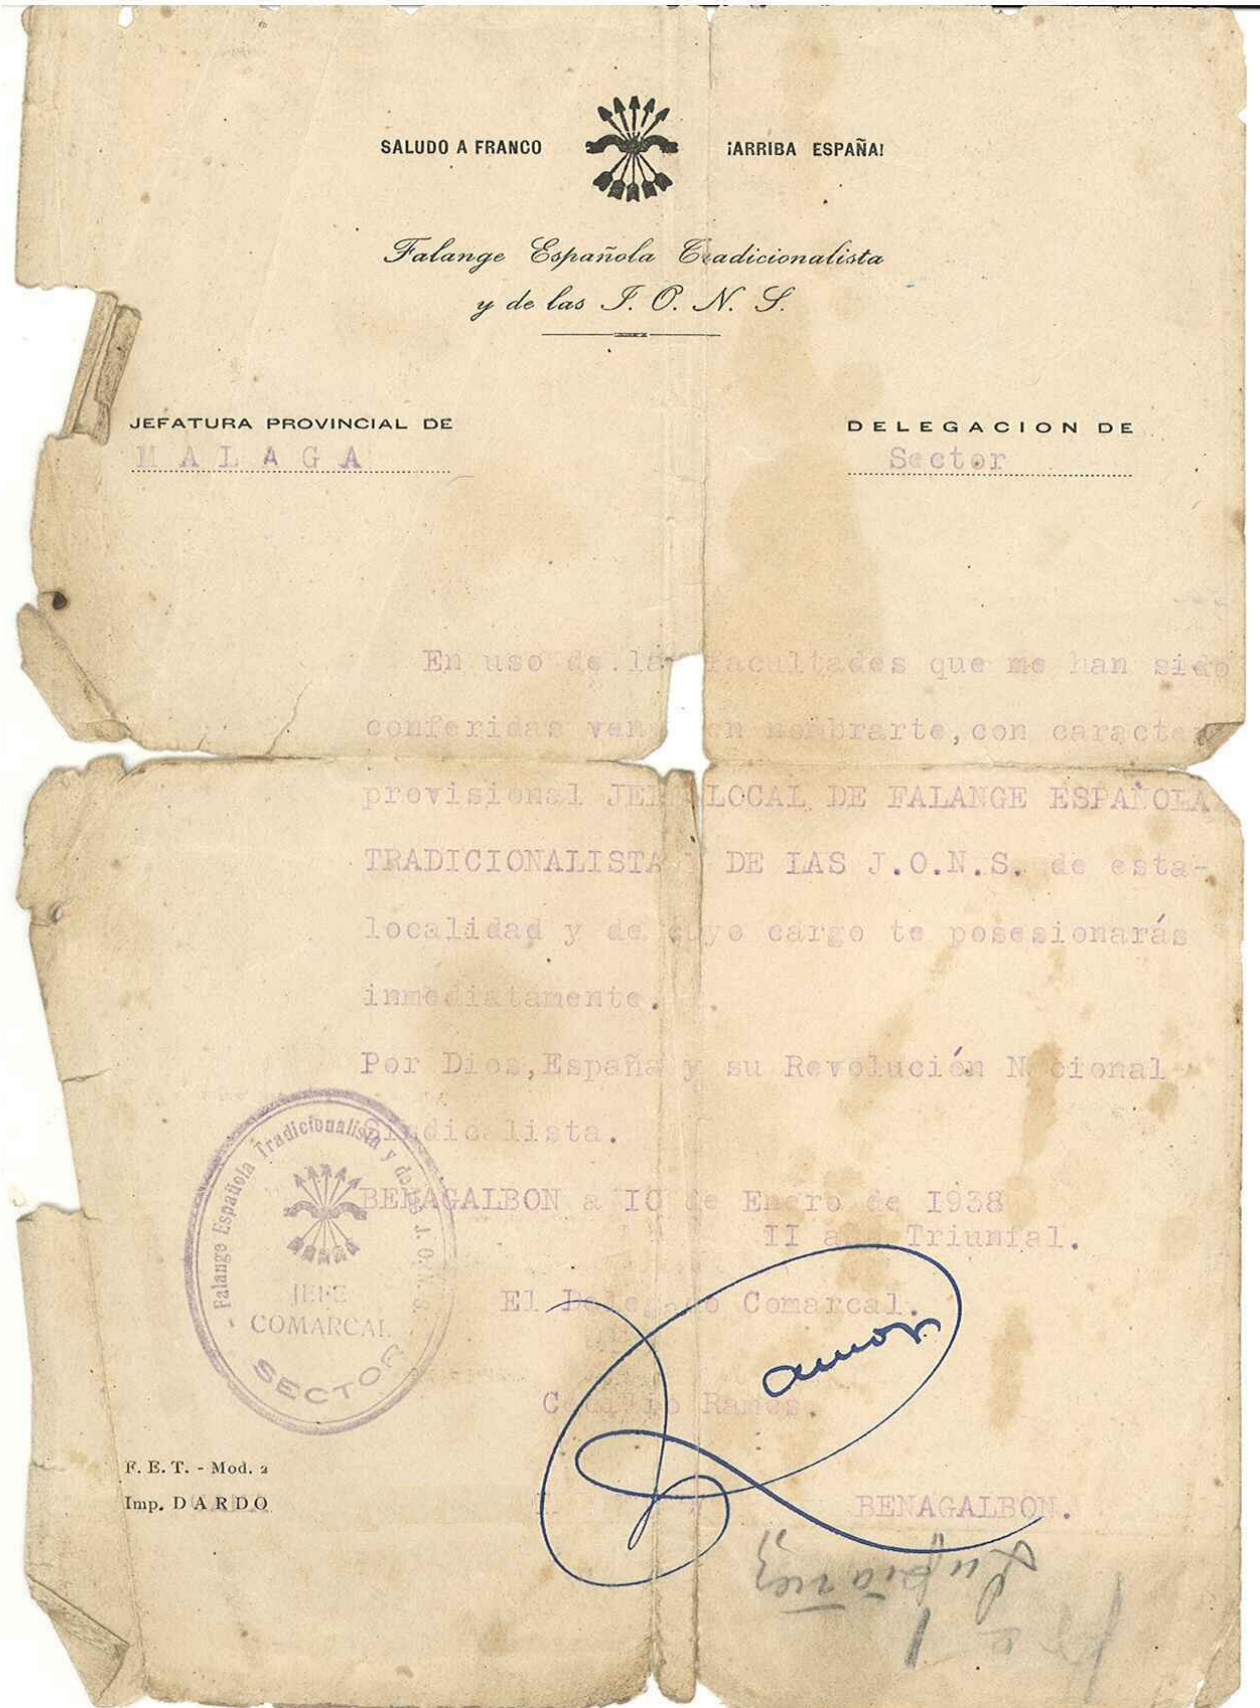 SALUDO A FRANCO ¡ARRIBA ESPAÑA!
Falange Española Tradicionalista
y de las J. O. N. S.
JEFATURA PROVINCIAL DE
MALAGA
DELEGACION DE
Sector
En uso de las facultades que me han sido
conferidas ven en nombrarte, con caracte
provisional JEFE LOCAL DE FALANGE ESPAÑOLA
TRADICIONALISTA Y DE LAS J.O.N.S. de esta-
localidad y de cuyo cargo te posesionarás
inmediatamente.
Por Dios, España y su Revolución Nacional
Sindicalista.
BENAGALBON a 10 de Enero de 1938
II año Triunfal.
El Delegado Comarcal.
Ramos
Ramos.
- Falange Española Tradicionalista y de las J. O. N. S. -
JEFE
COMARCAL
SECTOR
F. E. T. - Mod. 2
Imp. DARDO
BENAGALBON.
Lupiañez